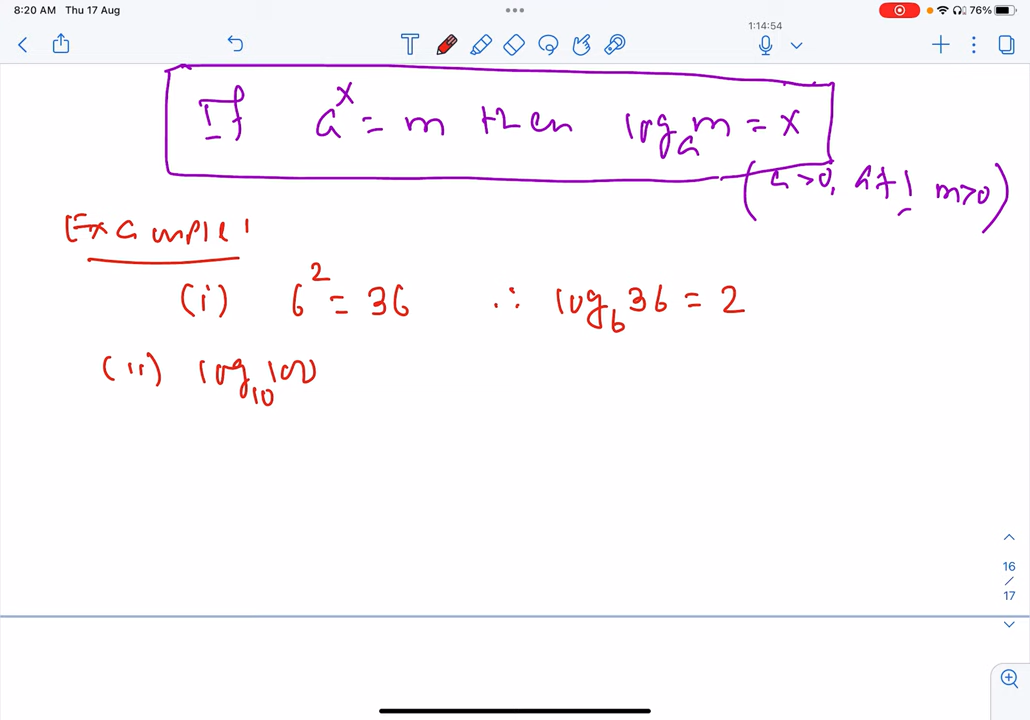 8:20 AM Thu 17 Aug
76%
1:14:54
T
If a^x = m then log_a m = x
(a > 0, a ≠ 1 m > 0)
Example 1
(i) 6^2 = 36 ∴ log_6 36 = 2
(ii) log_10 100
16
/
17